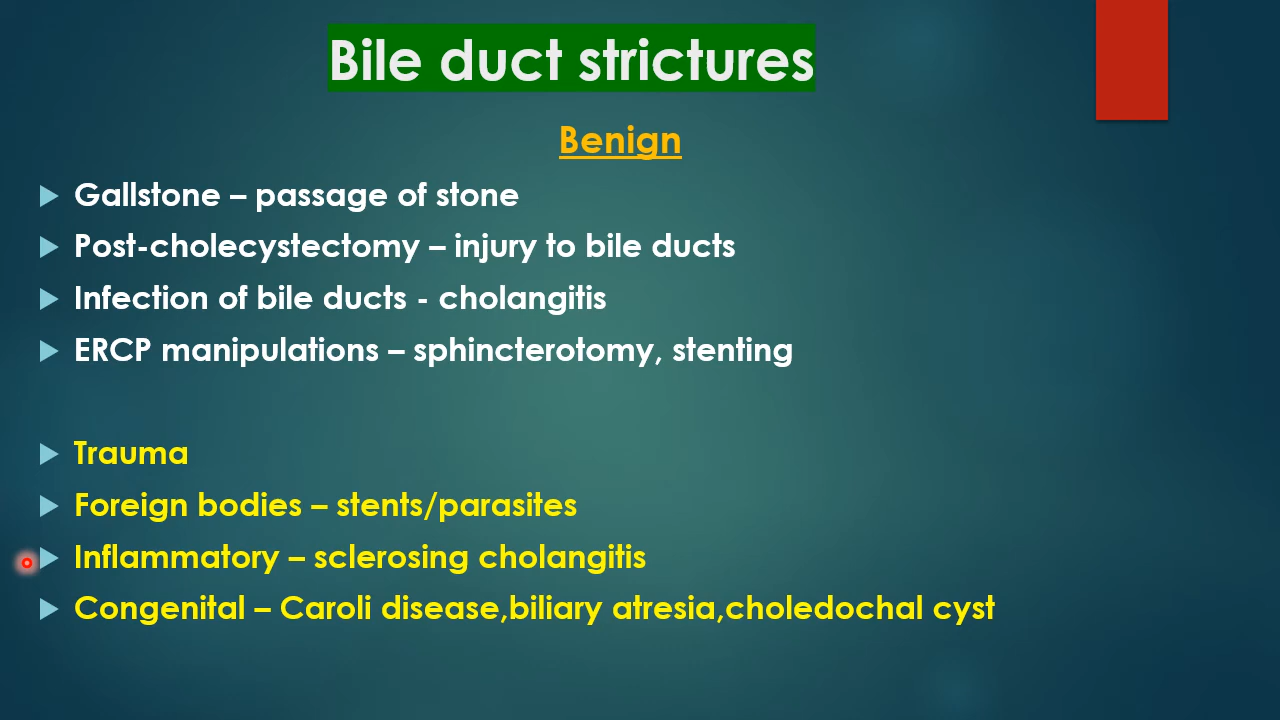 Bile duct strictures
Benign
Gallstone – passage of stone
Post-cholecystectomy – injury to bile ducts
Infection of bile ducts - cholangitis
ERCP manipulations – sphincterotomy, stenting
Trauma
Foreign bodies – stents/parasites
Inflammatory – sclerosing cholangitis
Congenital – Caroli disease,biliary atresia,choledochal cyst